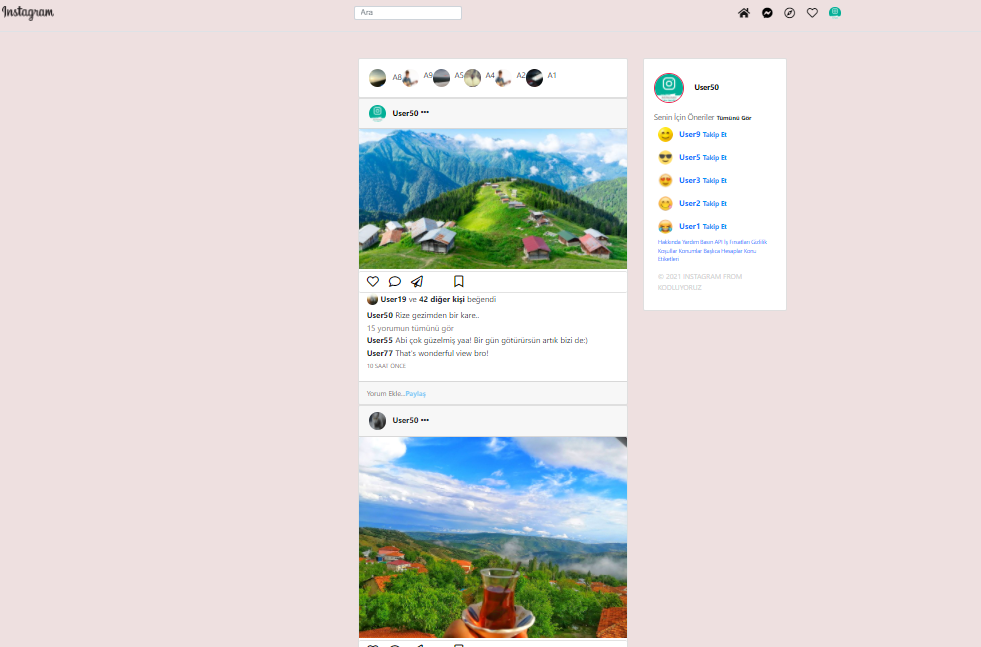 Instagram
Ara
A8 A9 A5 A4 A2 A1
User50 •••
User19 ve 42 diğer kişi beğendi
User50 Rize gezimden bir kare..
15 yorumun tümünü gör
User55 Abi çok güzelmiş yaa! Bir gün götürürsün artık bizi de:)
User77 That's wonderful view bro!
10 SAAT ÖNCE
Yorum Ekle...Paylaş
User50 •••
User50
Senin İçin Öneriler Tümünü Gör
User9 Takip Et
User5 Takip Et
User3 Takip Et
User2 Takip Et
User1 Takip Et
Hakkında Yardım Basın API İş Fırsatları Gizlilik
Koşullar Konumlar Başlıca Hesaplar Konu
Etiketleri
© 2021 INSTAGRAM FROM
KODLUYORUZ